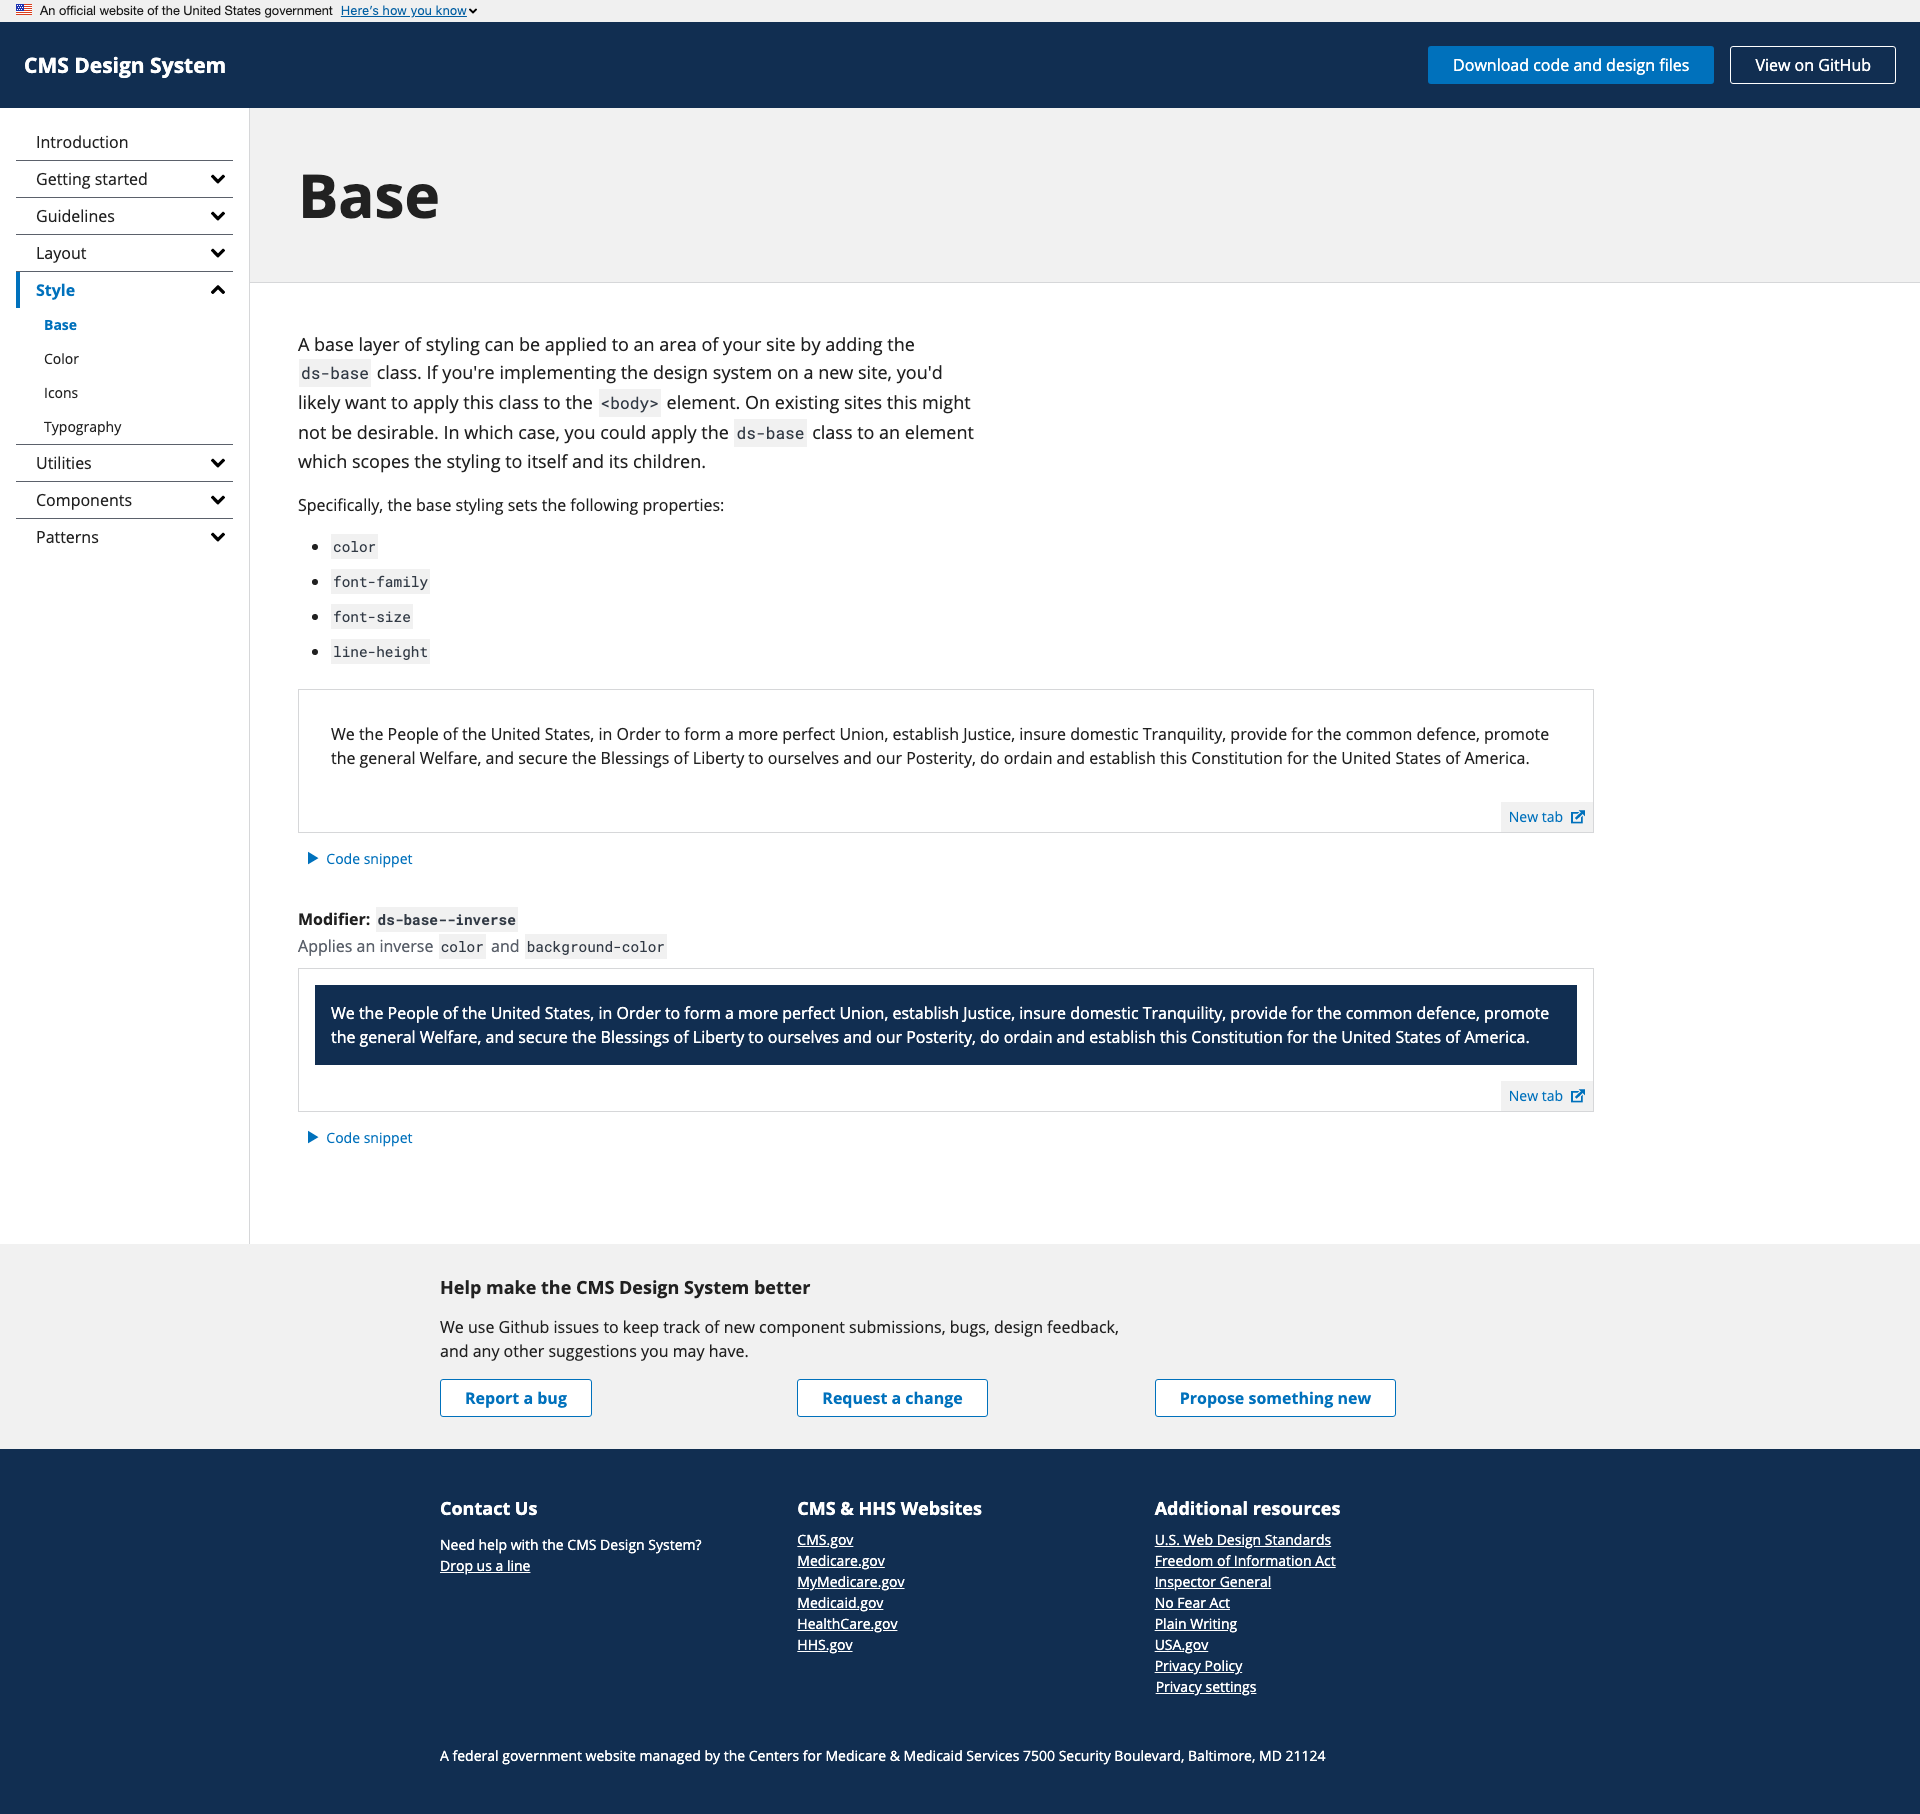 An official website of the United States government Here's how you know
CMS Design System
Download code and design files
View on GitHub
Introduction
Getting started
Guidelines
Layout
Style
Base
Color
Icons
Typography
Utilities
Components
Patterns
Base
A base layer of styling can be applied to an area of your site by adding the
ds-base class. If you're implementing the design system on a new site, you'd
likely want to apply this class to the <body> element. On existing sites this might
not be desirable. In which case, you could apply the ds-base class to an element
which scopes the styling to itself and its children.
Specifically, the base styling sets the following properties:
color
font-family
font-size
line-height
We the People of the United States, in Order to form a more perfect Union, establish Justice, insure domestic Tranquility, provide for the common defence, promote
the general Welfare, and secure the Blessings of Liberty to ourselves and our Posterity, do ordain and establish this Constitution for the United States of America.
New tab
Code snippet
Modifier: ds-base--inverse
Applies an inverse color and background-color
We the People of the United States, in Order to form a more perfect Union, establish Justice, insure domestic Tranquility, provide for the common defence, promote
the general Welfare, and secure the Blessings of Liberty to ourselves and our Posterity, do ordain and establish this Constitution for the United States of America.
New tab
Code snippet
Help make the CMS Design System better
We use Github issues to keep track of new component submissions, bugs, design feedback,
and any other suggestions you may have.
Report a bug
Request a change
Propose something new
Contact Us
Need help with the CMS Design System?
Drop us a line
CMS & HHS Websites
CMS.gov
Medicare.gov
MyMedicare.gov
Medicaid.gov
HealthCare.gov
HHS.gov
Additional resources
U.S. Web Design Standards
Freedom of Information Act
Inspector General
No Fear Act
Plain Writing
USA.gov
Privacy Policy
Privacy settings
A federal government website managed by the Centers for Medicare & Medicaid Services 7500 Security Boulevard, Baltimore, MD 21124